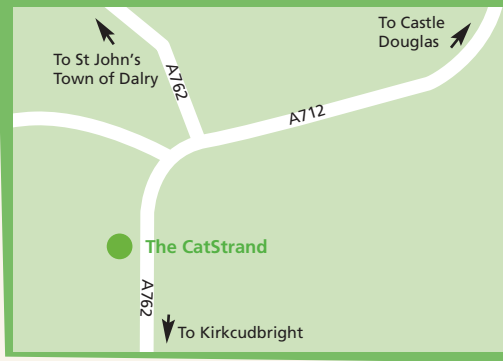 To Castle
Douglas
To St John’s
Town of Dalry
A762
A712
The CatStrand
A762
To Kirkcudbright